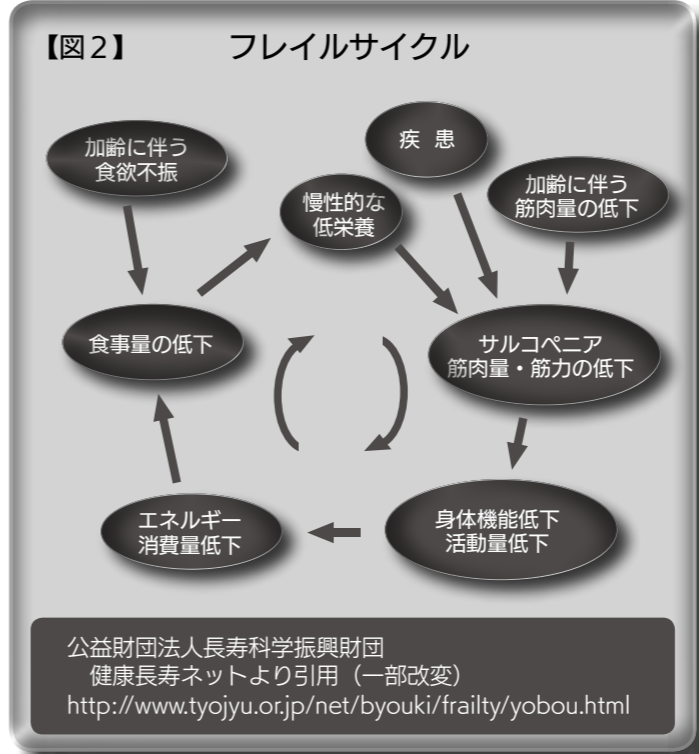 【図２】 フレイルサイクル
加齢に伴う
食欲不振
疾 患
慢性的な
低栄養
加齢に伴う
筋肉量の低下
食事量の低下
サルコペニア
筋肉量・筋力の低下
エネルギー
消費量低下
身体機能低下
活動量低下
公益財団法人長寿科学振興財団
健康長寿ネットより引用（一部改変）
http://www.tyojyu.or.jp/net/byouki/frailty/yobou.html